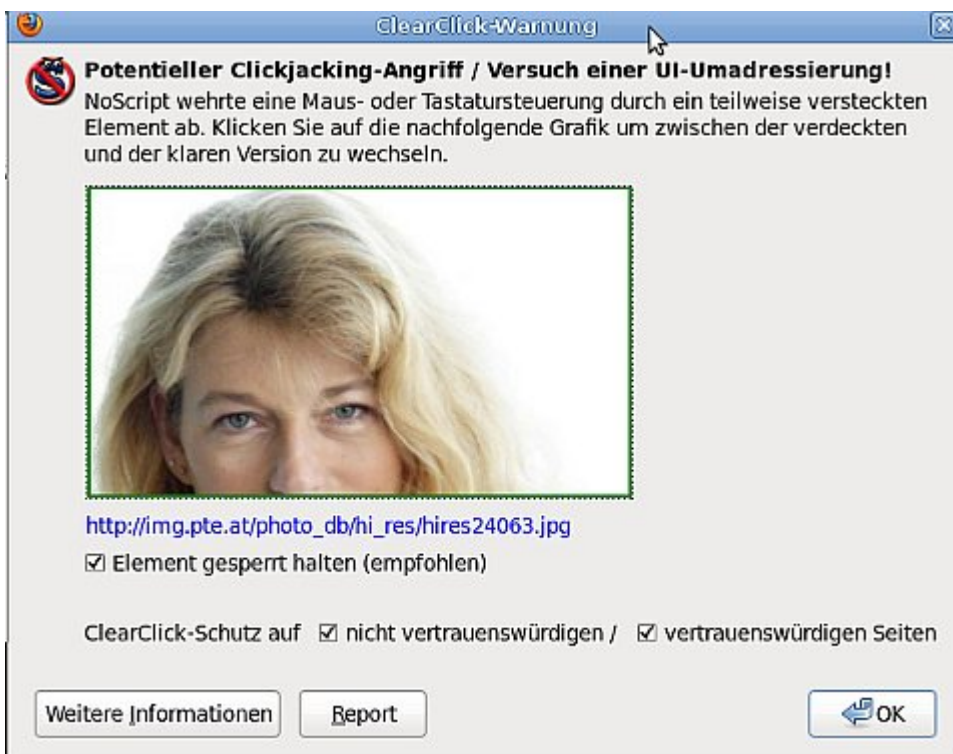 ClearClick-Warnung
Potentieller Clickjacking-Angriff / Versuch einer UI-Umadressierung!
NoScript wehrte eine Maus- oder Tastatursteuerung durch ein teilweise versteckten
Element ab. Klicken Sie auf die nachfolgende Grafik um zwischen der verdeckten
und der klaren Version zu wechseln.
http://img.pte.at/photo_db/hi_res/hires24063.jpg
Element gesperrt halten (empfohlen)
ClearClick-Schutz auf nicht vertrauenswürdigen / vertrauenswürdigen Seiten
Weitere Informationen Report OK